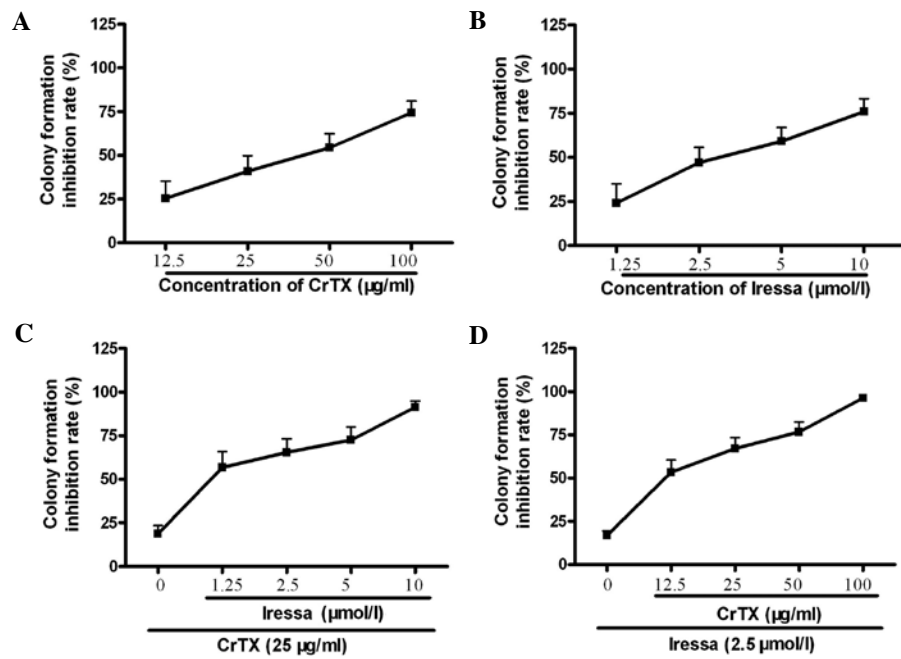 A
Colony formation
inhibition rate (%)
125
100
75
50
25
0
12.5 25 50 100
Concentration of CrTX (µg/ml)
B
Colony formation
inhibition rate (%)
125
100
75
50
25
0
1.25 2.5 5 10
Concentration of Iressa (µmol/l)
C
Colony formation
inhibition rate (%)
125
100
75
50
25
0
0 1.25 2.5 5 10
Iressa (µmol/l)
CrTX (25 µg/ml)
D
Colony formation
inhibition rate (%)
125
100
75
50
25
0
0 12.5 25 50 100
CrTX (µg/ml)
Iressa (2.5 µmol/l)